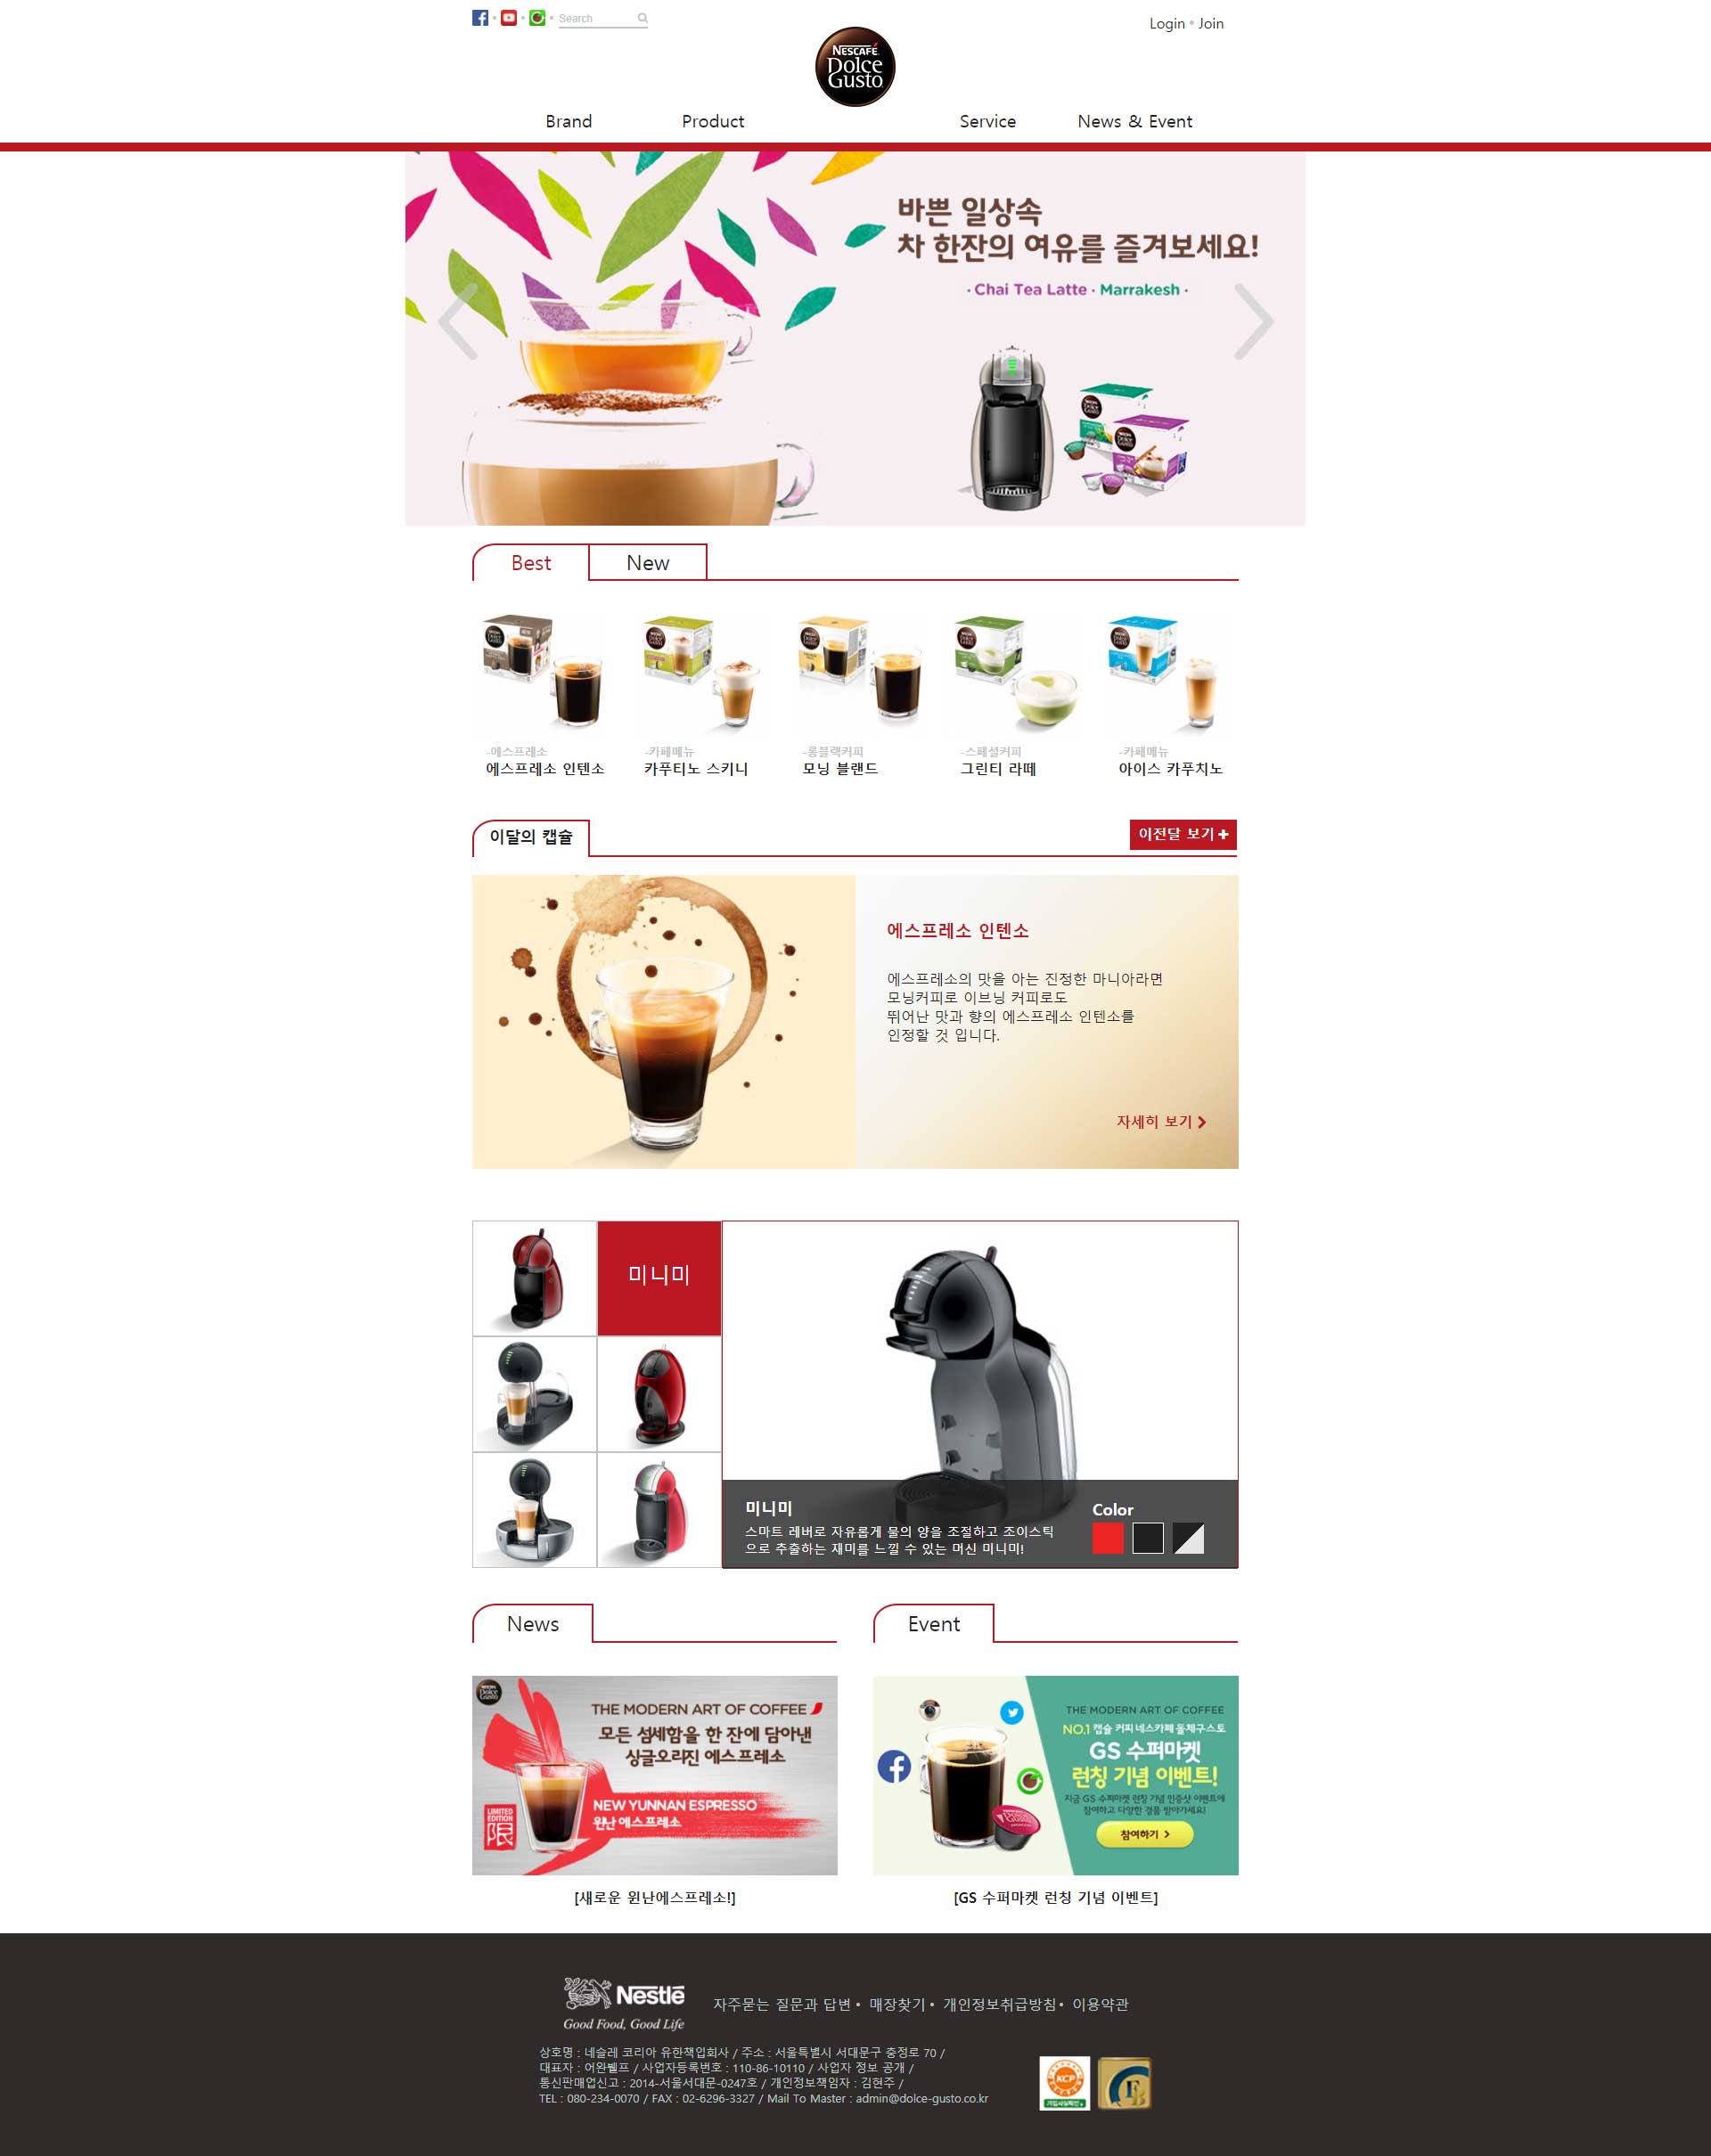 Search
Login • Join
NESCAFÉ
Dolce
Gusto
Brand
Product
Service
News & Event
바쁜 일상속
차 한잔의 여유를 즐겨보세요!
· Chai Tea Latte · Marrakesh ·
Best
New
-에스프레소
에스프레소 인텐소
-카페메뉴
카푸티노 스키니
-롱블랙커피
모닝 블랜드
-스페셜커피
그린티 라떼
-카페메뉴
아이스 카푸치노
이달의 캡슐
이전달 보기
에스프레소 인텐소
에스프레소의 맛을 아는 진정한 마니아라면
모닝커피로 이브닝 커피로도
뛰어난 맛과 향의 에스프레소 인텐소를
인정할 것 입니다.
자세히 보기
미니미
미니미
스마트 레버로 자유롭게 물의 양을 조절하고 조이스틱
으로 추출하는 재미를 느낄 수 있는 머신 미니미!
Color
News
Event
THE MODERN ART OF COFFEE
모든 섬세함을 한 잔에 담아낸
싱글오리진 에스프레소
NEW YUNNAN ESPRESSO
윈난 에스프레소
LIMITED
EDITION
限
[새로운 윈난에스프레소!]
THE MODERN ART OF COFFEE
NO.1 캡슐 커피 네스카페 돌체구스토
GS 수퍼마켓
런칭 기념 이벤트!
지금 GS 수퍼마켓 런칭 기념 인증샷 이벤트에
참여하고 다양한 경품 받아가세요!
참여하기
[GS 수퍼마켓 런칭 기념 이벤트]
Nestlé
Good Food, Good Life
자주묻는 질문과 답변 • 매장찾기 • 개인정보취급방침 • 이용약관
상호명 : 네슬레 코리아 유한책입회사 / 주소 : 서울특별시 서대문구 충정로 70 /
대표자 : 어완뷀프 / 사업자등록번호 : 110-86-10110 / 사업자 정보 공개 /
통신판매업신고 : 2014-서울서대문-0247호 / 개인정보책임자 : 김현주 /
TEL : 080-234-0070 / FAX : 02-6296-3327 / Mail To Master : admin@dolce-gusto.co.kr
KCP